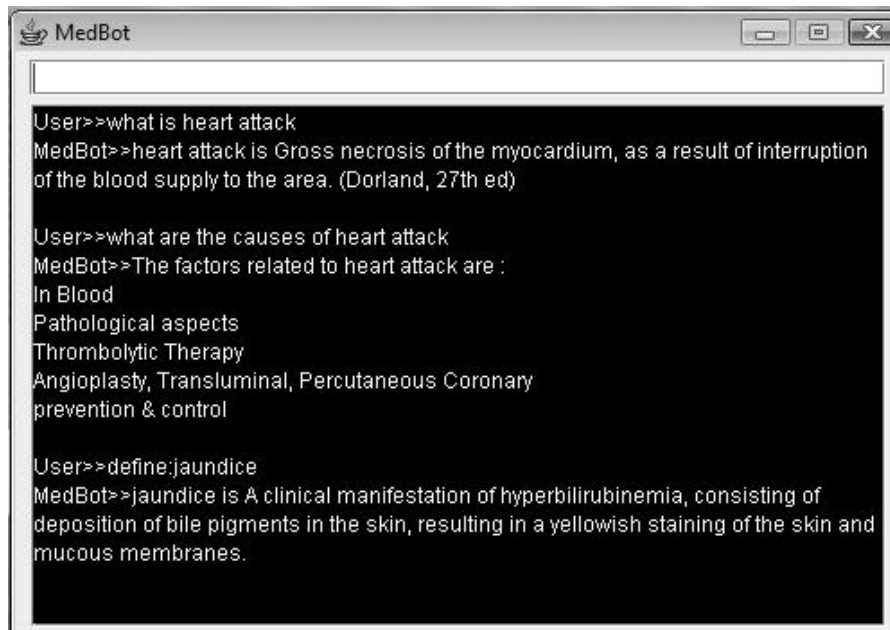 MedBot
User>>what is heart attack
MedBot>>heart attack is Gross necrosis of the myocardium, as a result of interruption
of the blood supply to the area. (Dorland, 27th ed)
User>>what are the causes of heart attack
MedBot>>The factors related to heart attack are :
In Blood
Pathological aspects
Thrombolytic Therapy
Angioplasty, Transluminal, Percutaneous Coronary
prevention & control
User>>define:jaundice
MedBot>>jaundice is A clinical manifestation of hyperbilirubinemia, consisting of
deposition of bile pigments in the skin, resulting in a yellowish staining of the skin and
mucous membranes.